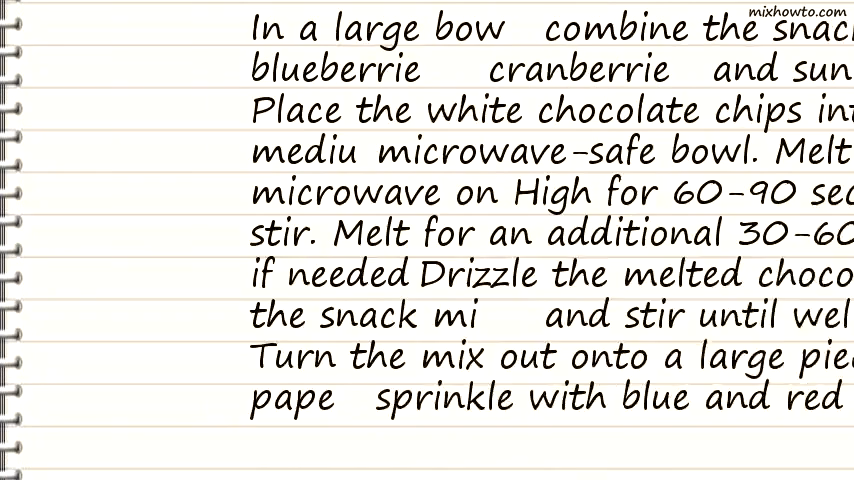 mixhowto.com
In a large bow combine the snac
blueberrie cranberrie and sun
Place the white chocolate chips int
mediu microwave-safe bowl. Melt
microwave on High for 60-90 sec
stir. Melt for an additional 30-60
if needed Drizzle the melted choco
the snack mi and stir until wel
Turn the mix out onto a large pie
pape sprinkle with blue and red